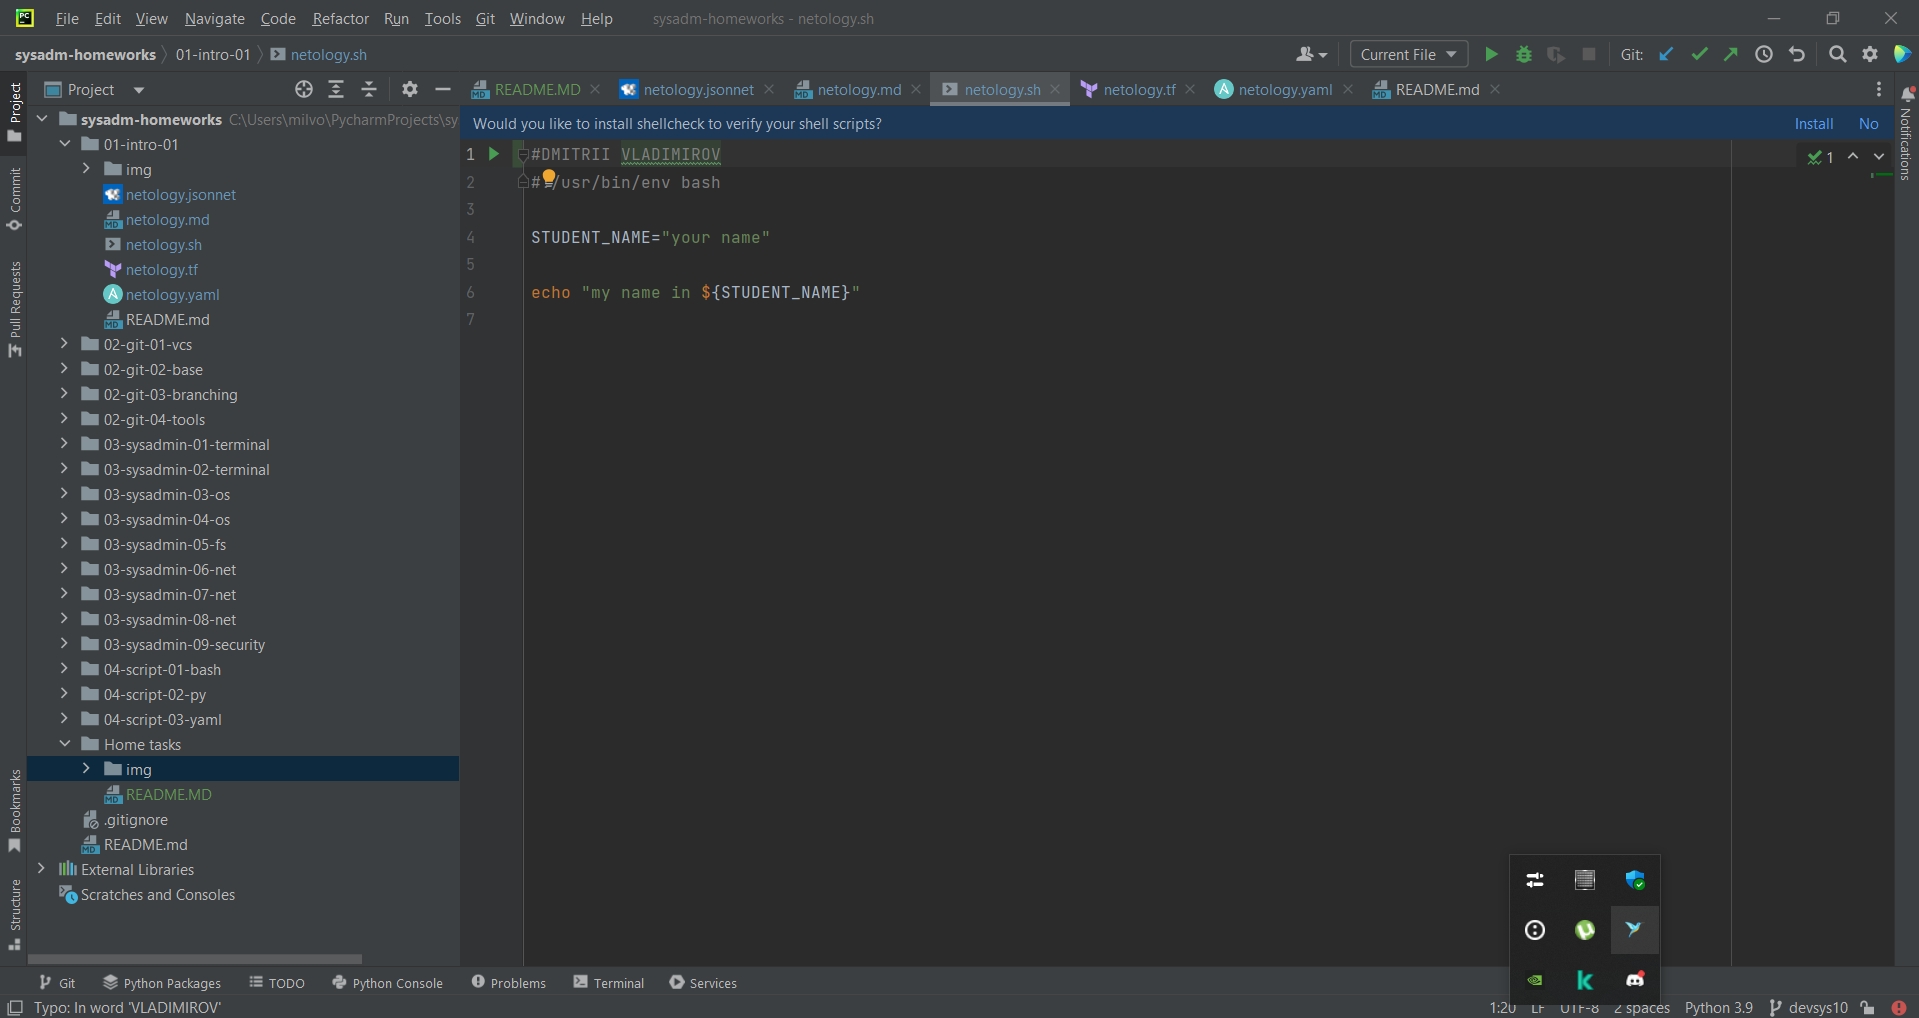 File Edit View Navigate Code Refactor Run Tools Git Window Help sysadm-homeworks - netology.sh
sysadm-homeworks 01-intro-01 netology.sh Current File Git:
Project README.MD netology.jsonnet netology.md netology.sh netology.tf netology.yaml README.md
Would you like to install shellcheck to verify your shell scripts? Install No
Project
Commit
Pull Requests
Bookmarks
Structure
Notifications
sysadm-homeworks C:\Users\milvo\PycharmProjects\sy
01-intro-01
img
netology.jsonnet
netology.md
netology.sh
netology.tf
netology.yaml
README.md
02-git-01-vcs
02-git-02-base
02-git-03-branching
02-git-04-tools
03-sysadmin-01-terminal
03-sysadmin-02-terminal
03-sysadmin-03-os
03-sysadmin-04-os
03-sysadmin-05-fs
03-sysadmin-06-net
03-sysadmin-07-net
03-sysadmin-08-net
03-sysadmin-09-security
04-script-01-bash
04-script-02-py
04-script-03-yaml
Home tasks
img
README.MD
.gitignore
README.md
External Libraries
Scratches and Consoles
1 #DMITRII VLADIMIROV
2 #!/usr/bin/env bash
3
4 STUDENT_NAME="your name"
5
6 echo "my name in ${STUDENT_NAME}"
7
1
Git Python Packages TODO Python Console Problems Terminal Services
Typo: In word 'VLADIMIROV' 1:20 LF UTF-8 2 spaces Python 3.9 devsys10